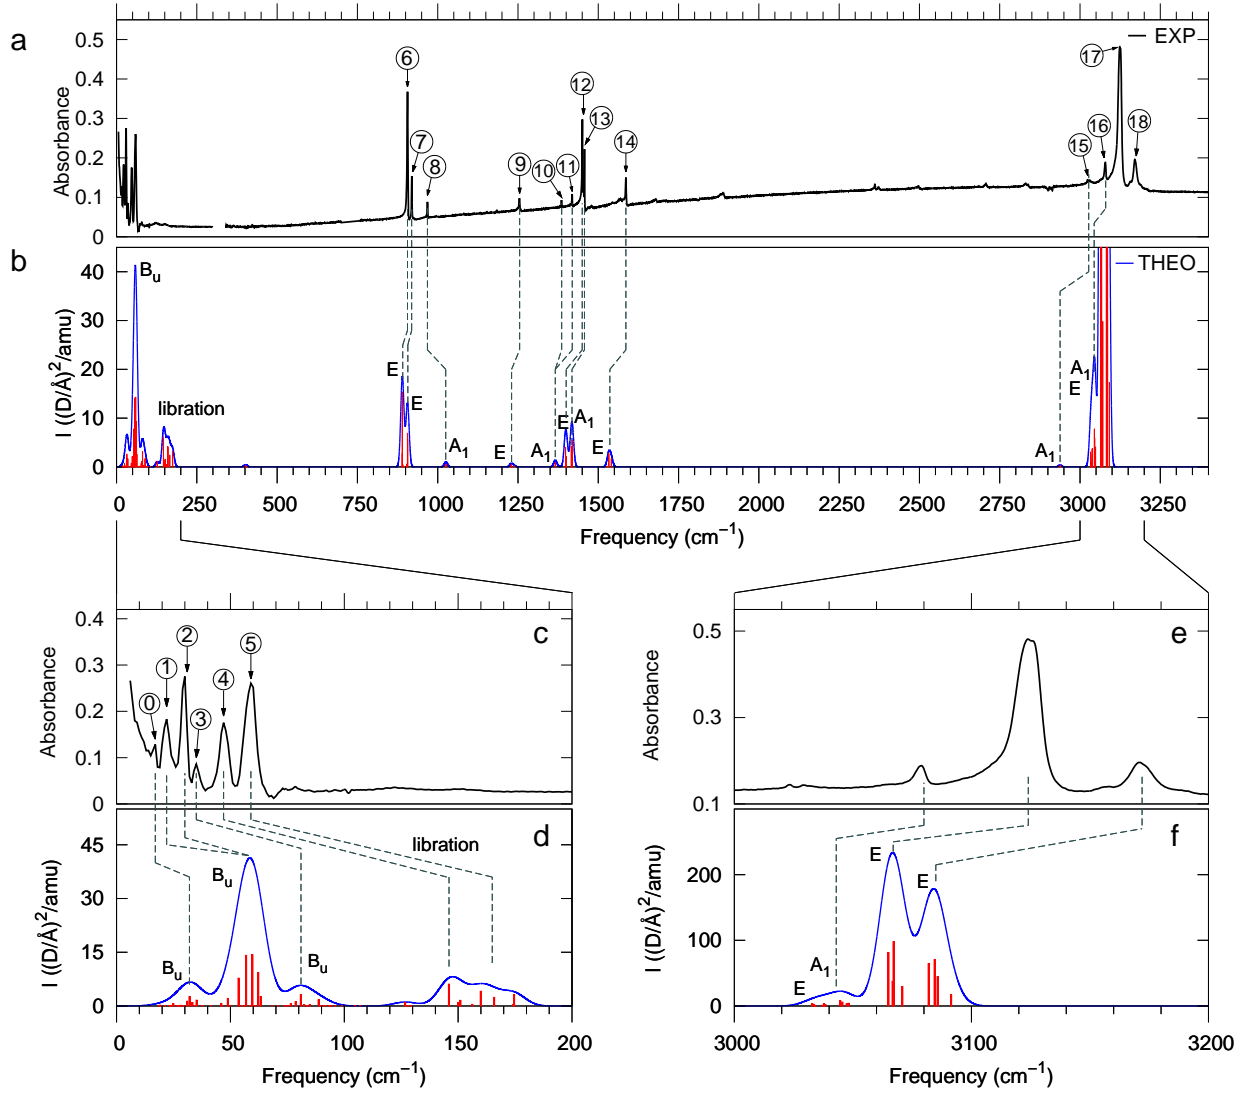 a
EXP
0.5
0.4
0.3
0.2
0.1
0
Absorbance
6
7
8
9
10
11
12
13
14
15
16
17
18
b
THEO
40
30
20
10
0
I ((D/Å)²/amu)
Bᵤ
libration
E
E
A₁
E
A₁
E
A₁
E
A₁
A₁
E
0 250 500 750 1000 1250 1500 1750 2000 2250 2500 2750 3000 3250
Frequency (cm⁻¹)
c
0.4
0.3
0.2
0.1
0
Absorbance
0
1
2
3
4
5
d
45
30
15
0
I ((D/Å)²/amu)
Bᵤ
Bᵤ
Bᵤ
libration
0 50 100 150 200
Frequency (cm⁻¹)
e
0.5
0.3
0.1
Absorbance
f
200
100
0
I ((D/Å)²/amu)
E
A₁
E
E
3000 3100 3200
Frequency (cm⁻¹)